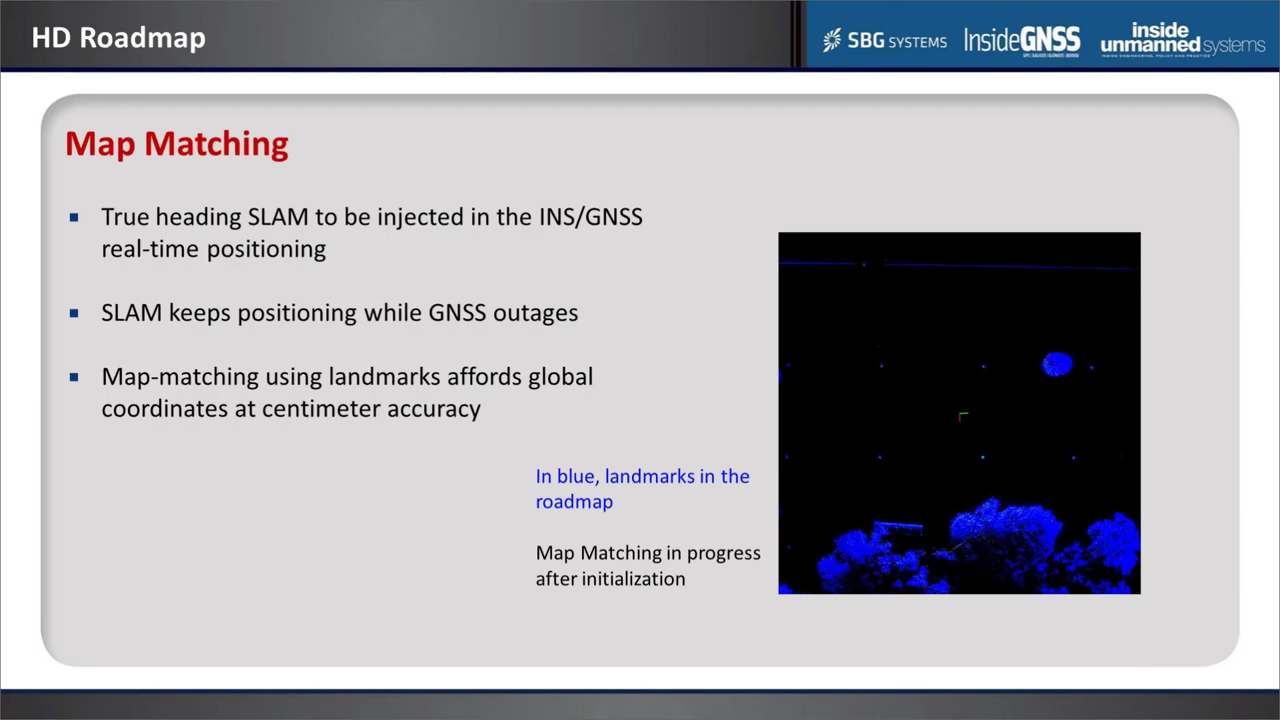 HD Roadmap
SBG SYSTEMS
InsideGNSS
inside
unmanned systems
Map Matching
True heading SLAM to be injected in the INS/GNSS
real-time positioning
SLAM keeps positioning while GNSS outages
Map-matching using landmarks affords global
coordinates at centimeter accuracy
In blue, landmarks in the
roadmap
Map Matching in progress
after initialization